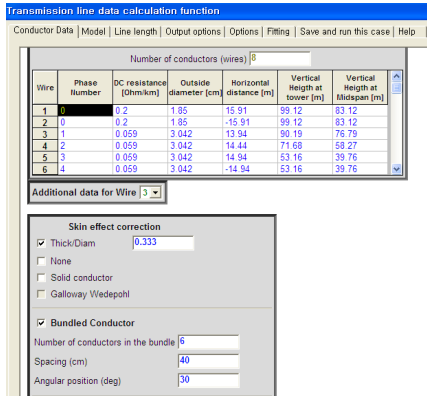 Transmission line data calculation function
Conductor Data | Model | Line length | Output options | Options | Fitting | Save and run this case | Help
Number of conductors (wires) 8
Wire Phase Number DC resistance [Ohm/km] Outside diameter [cm] Horizontal distance [m] Vertical Heigth at tower [m] Vertical Heigth at Midspan [m]
1 0 0.2 1.85 15.91 99.12 83.12
2 0 0.2 1.85 -15.91 99.12 83.12
3 1 0.059 3.042 13.94 90.19 76.79
4 2 0.059 3.042 14.44 71.68 58.27
5 3 0.059 3.042 14.94 53.16 39.76
6 4 0.059 3.042 -14.94 53.16 39.76
Additional data for Wire 3
Skin effect correction
Thick/Diam 0.333
None
Solid conductor
Galloway Wedepohl
Bundled Conductor
Number of conductors in the bundle 6
Spacing (cm) 40
Angular position (deg) 30